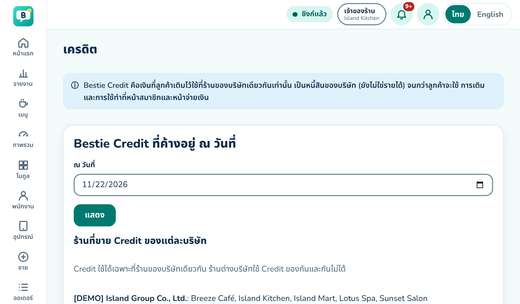 B
ซิงก์แล้ว
เจ้าของร้าน
Island Kitchen
9+
ไทย
English
หน้าแรก
รายงาน
เมนู
ภาพรวม
โมดูล
พนักงาน
อุปกรณ์
ขาย
ออเดอร์
เครดิต
Bestie Credit คือเงินที่ลูกค้าเติมไว้ใช้ที่ร้านของบริษัทเดียวกันเท่านั้น เป็นหนี้สินของบริษัท (ยังไม่ใช่รายได้) จนกว่าลูกค้าจะใช้ การเติม
และการใช้ทำที่หน้าสมาชิกและหน้าจ่ายเงิน
Bestie Credit ที่ค้างอยู่ ณ วันที่
ณ วันที่
11/22/2026
แสดง
ร้านที่ขาย Credit ของแต่ละบริษัท
Credit ใช้ได้เฉพาะที่ร้านของบริษัทเดียวกัน ร้านต่างบริษัทใช้ Credit ของกันและกันไม่ได้
[DEMO] Island Group Co., Ltd.: Breeze Café, Island Kitchen, Island Mart, Lotus Spa, Sunset Salon